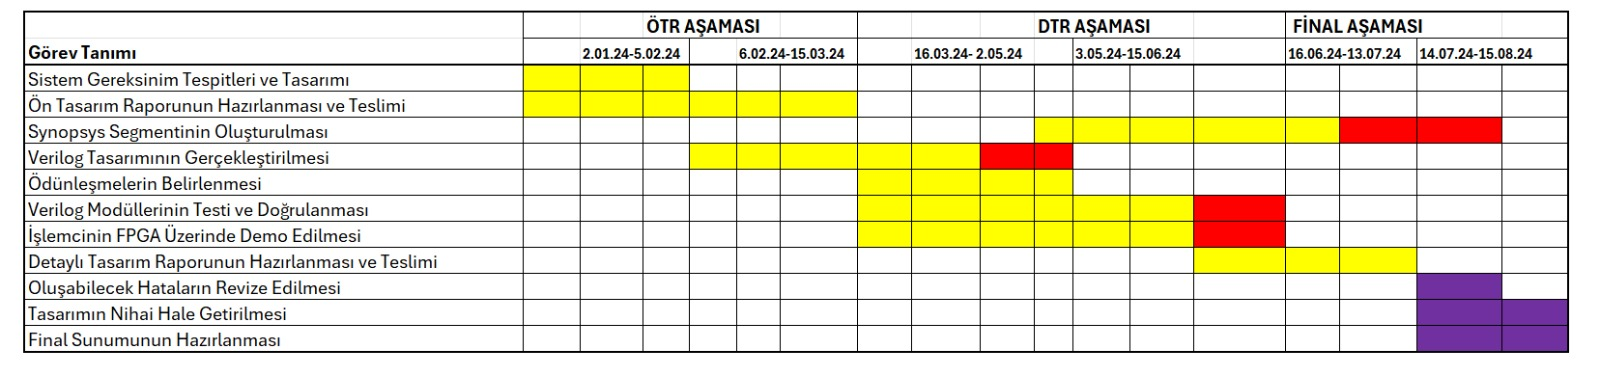 ÖTR AŞAMASI DTR AŞAMASI FİNAL AŞAMASI
Görev Tanımı 2.01.24-5.02.24 6.02.24-15.03.24 16.03.24- 2.05.24 3.05.24-15.06.24 16.06.24-13.07.24 14.07.24-15.08.24
Sistem Gereksinim Tespitleri ve Tasarımı
Ön Tasarım Raporunun Hazırlanması ve Teslimi
Synopsys Segmentinin Oluşturulması
Verilog Tasarımının Gerçekleştirilmesi
Ödünleşmelerin Belirlenmesi
Verilog Modüllerinin Testi ve Doğrulanması
İşlemcinin FPGA Üzerinde Demo Edilmesi
Detaylı Tasarım Raporunun Hazırlanması ve Teslimi
Oluşabilecek Hataların Revize Edilmesi
Tasarımın Nihai Hale Getirilmesi
Final Sunumunun Hazırlanması